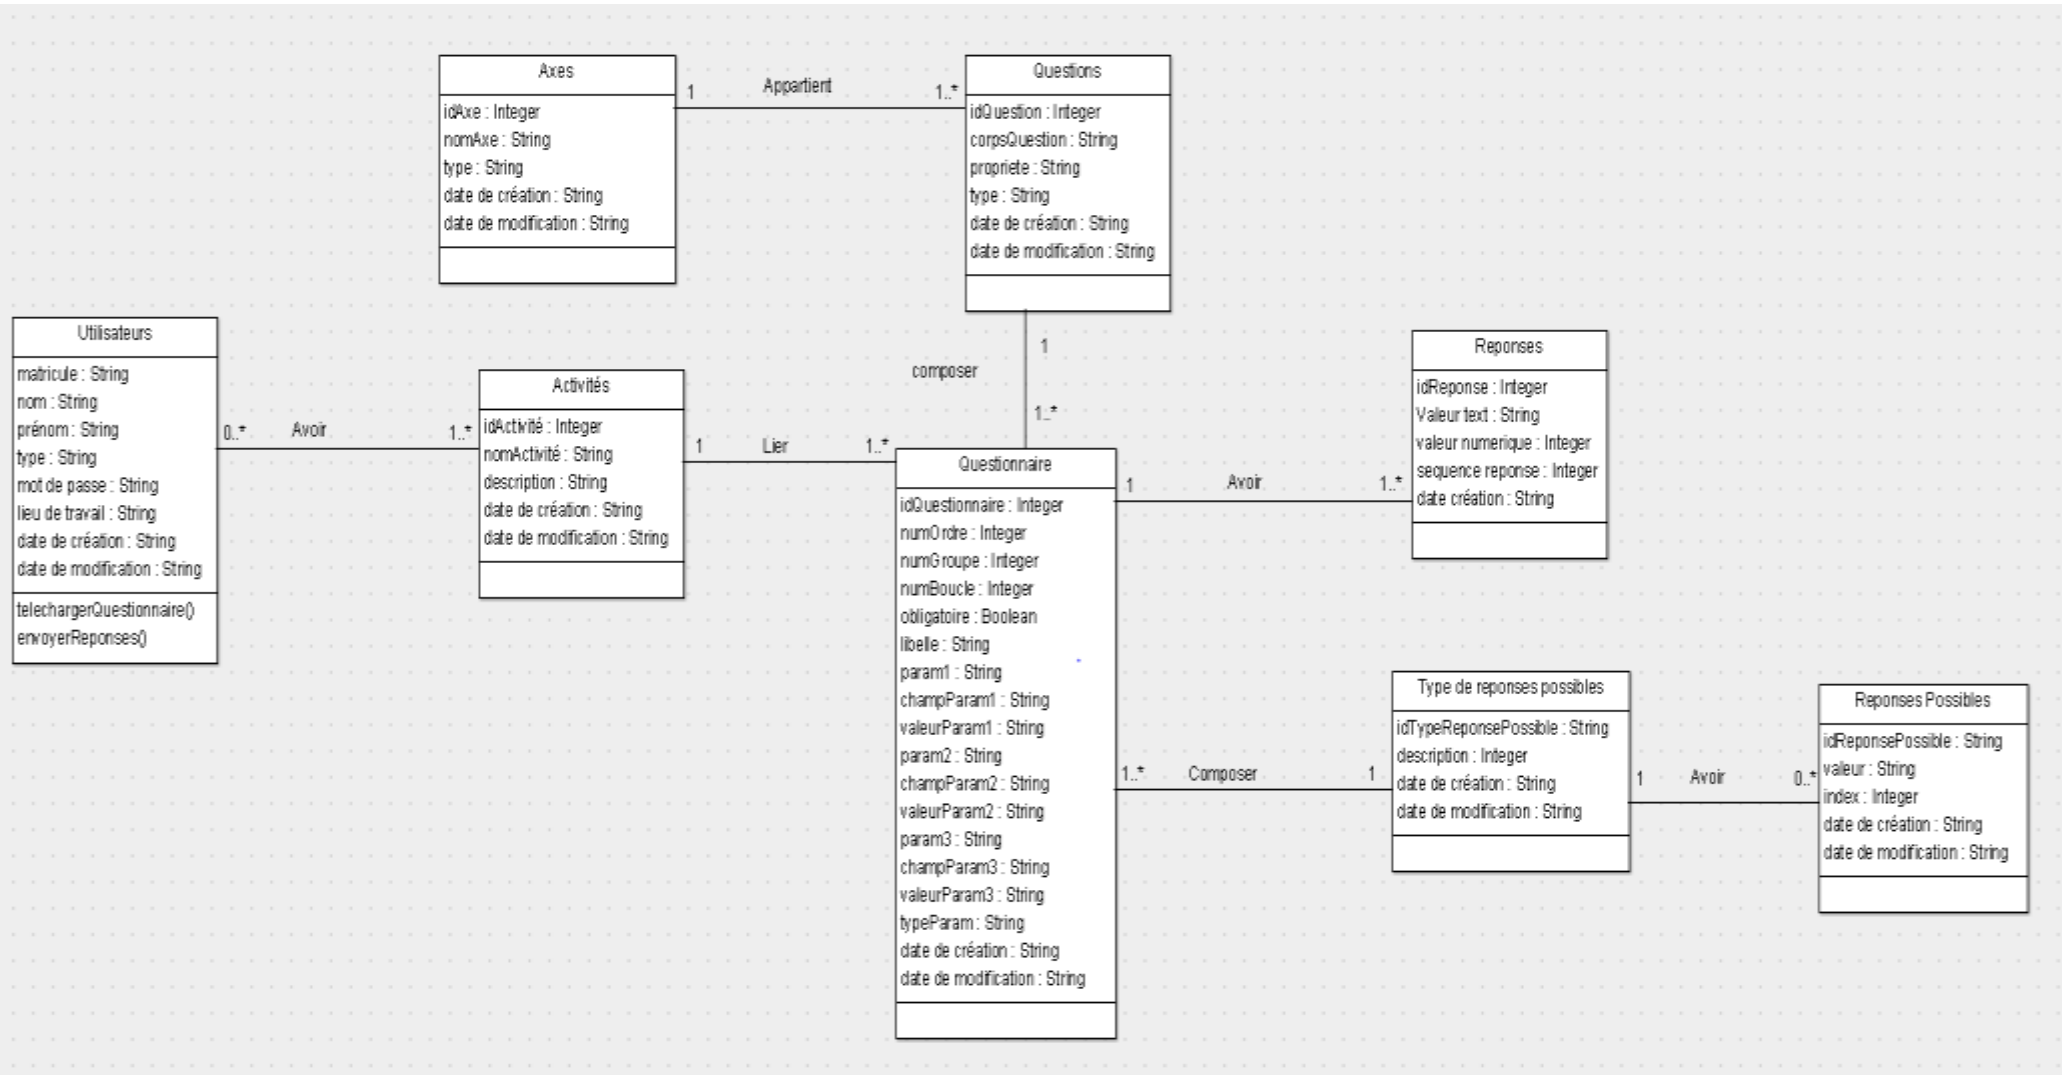 Axes
idAxe : Integer
nomAxe : String
type : String
date de création : String
date de modification : String
1
Appartient
1..*
Questions
idQuestion : Integer
corpsQuestion : String
propriete : String
type : String
date de création : String
date de modification : String
1
composer
1..*
Utilisateurs
matricule : String
nom : String
prénom : String
type : String
mot de passe : String
lieu de travail : String
date de création : String
date de modification : String
telechargerQuestionnaire()
envoyerReponses()
0..*
Avoir
1..*
Activités
idActivité : Integer
nomActivité : String
description : String
date de création : String
date de modification : String
1
Lier
1..*
Questionnaire
idQuestionnaire : Integer
numOrdre : Integer
numGroupe : Integer
numBoucle : Integer
obligatoire : Boolean
libelle : String
param1 : String
champParam1 : String
valeurParam1 : String
param2 : String
champParam2 : String
valeurParam2 : String
param3 : String
champParam3 : String
valeurParam3 : String
typeParam : String
date de création : String
date de modification : String
1
Avoir
1..*
Reponses
idReponse : Integer
Valeur text : String
valeur numerique : Integer
sequence reponse : Integer
date création : String
1..*
Composer
1
Type de reponses possibles
idTypeReponsePossible : String
description : Integer
date de création : String
date de modification : String
1
Avoir
0..*
Reponses Possibles
idReponsePossible : String
valeur : String
index : Integer
date de création : String
date de modification : String